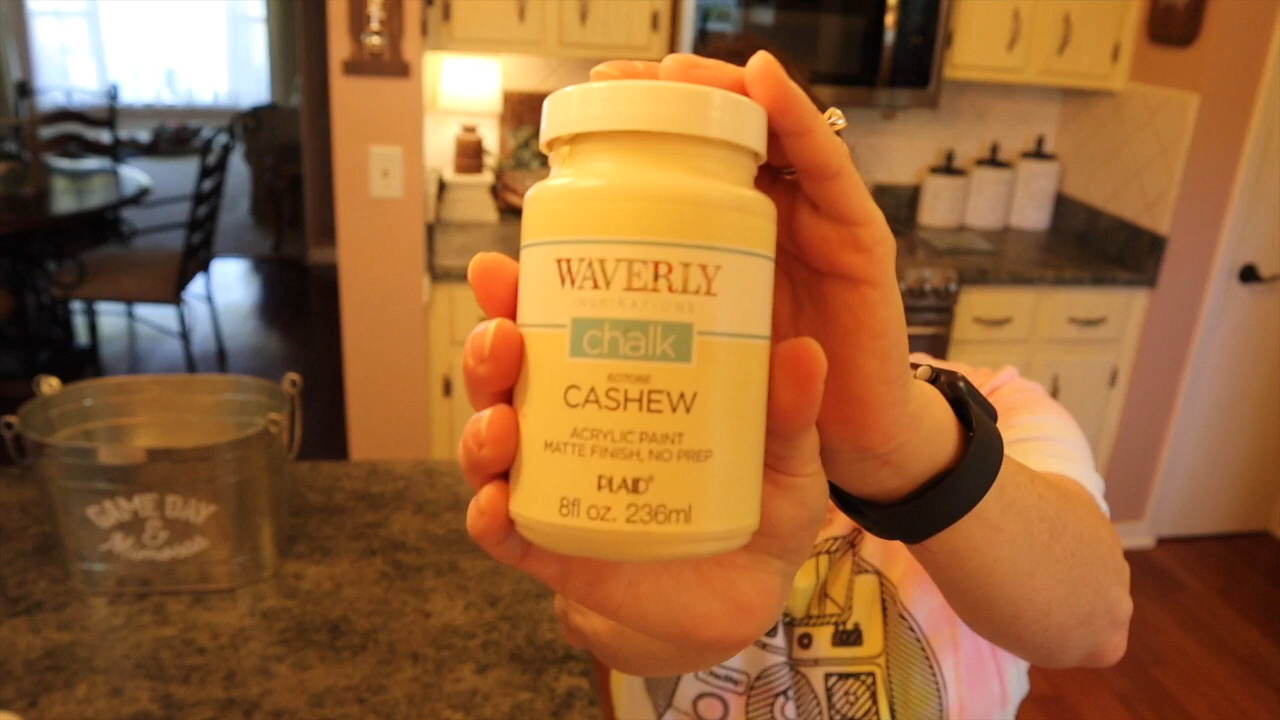 WAVERLY
INSPIRATIONS
chalk
CASHEW
ACRYLIC PAINT
MATTE FINISH, NO PREP
PLAID®
8fl oz. 236ml
GAME DAY
&